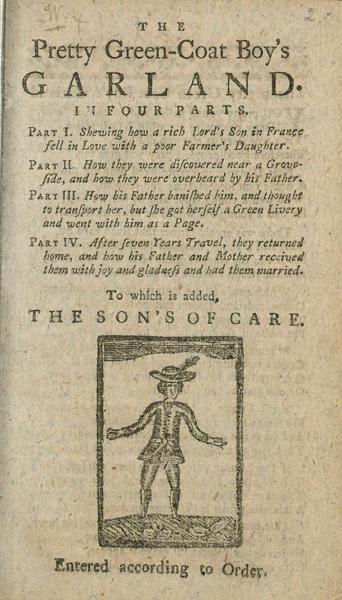 2.
THE
Pretty Green-Coat Boy's
GARLAND.
IN FOUR PARTS.
PART I. Shewing how a rich Lord's Son in France
fell in Love with a poor Farmer's Daughter.
PART II. How they were diſcovered near a Grove-
ſide, and how they were overheard by his Father.
PART III. How his Father baniſhed him, and thought
to tranſport her, but ſhe got herſelf a Green Livery
and went with him as a Page.
PART IV. After ſeven Years Travel, they returned
home, and how his Father and Mother received
them with joy and gladneſs and had them married.
To which is added,
THE SON'S OF CARE.
Entered according to Order.